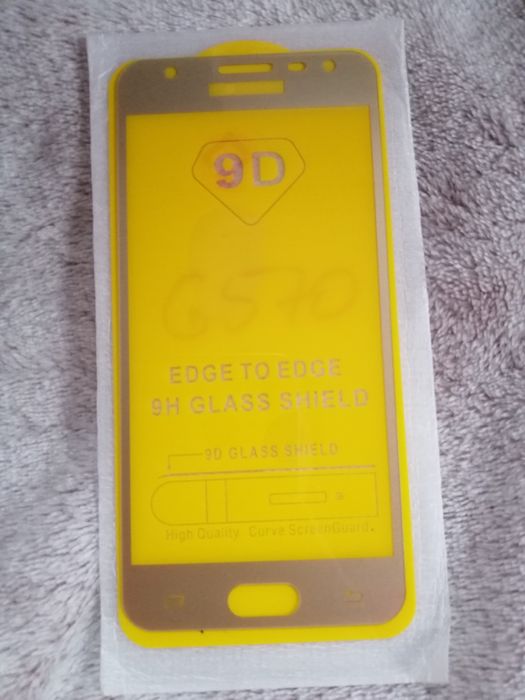 9D
G570
EDGE TO EDGE
9H GLASS SHIELD
9D GLASS SHIELD
High Quality Curve ScreenGuard.